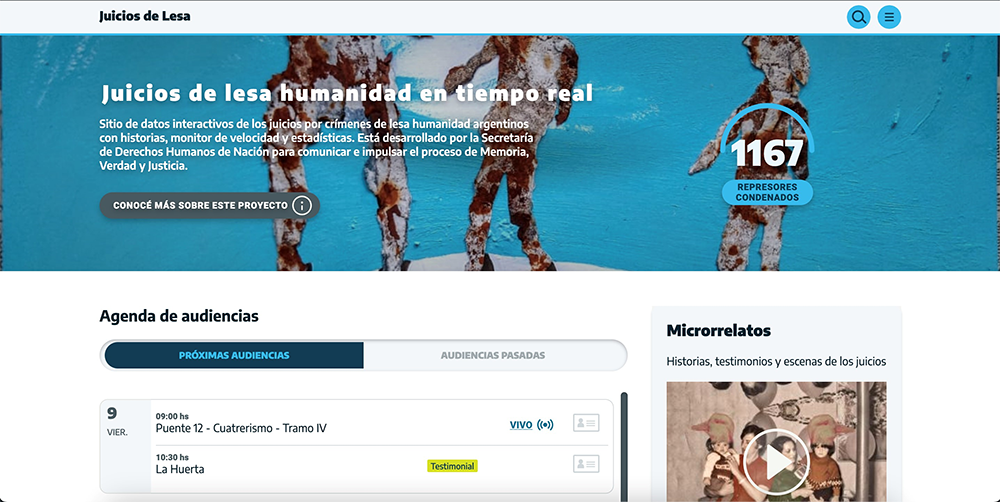 Juicios de Lesa
Juicios de lesa humanidad en tiempo real
Sitio de datos interactivos de los juicios por crímenes de lesa humanidad argentinos
con historias, monitor de velocidad y estadísticas. Está desarrollado por la Secretaría
de Derechos Humanos de Nación para comunicar e impulsar el proceso de Memoria,
Verdad y Justicia.
CONOCÉ MÁS SOBRE ESTE PROYECTO
1167
REPRESORES
CONDENADOS
Agenda de audiencias
PRÓXIMAS AUDIENCIAS
AUDIENCIAS PASADAS
9
VIER.
09:00 hs
Puente 12 - Cuatrerismo - Tramo IV
VIVO
10:30 hs
La Huerta
Testimonial
Microrrelatos
Historias, testimonios y escenas de los juicios